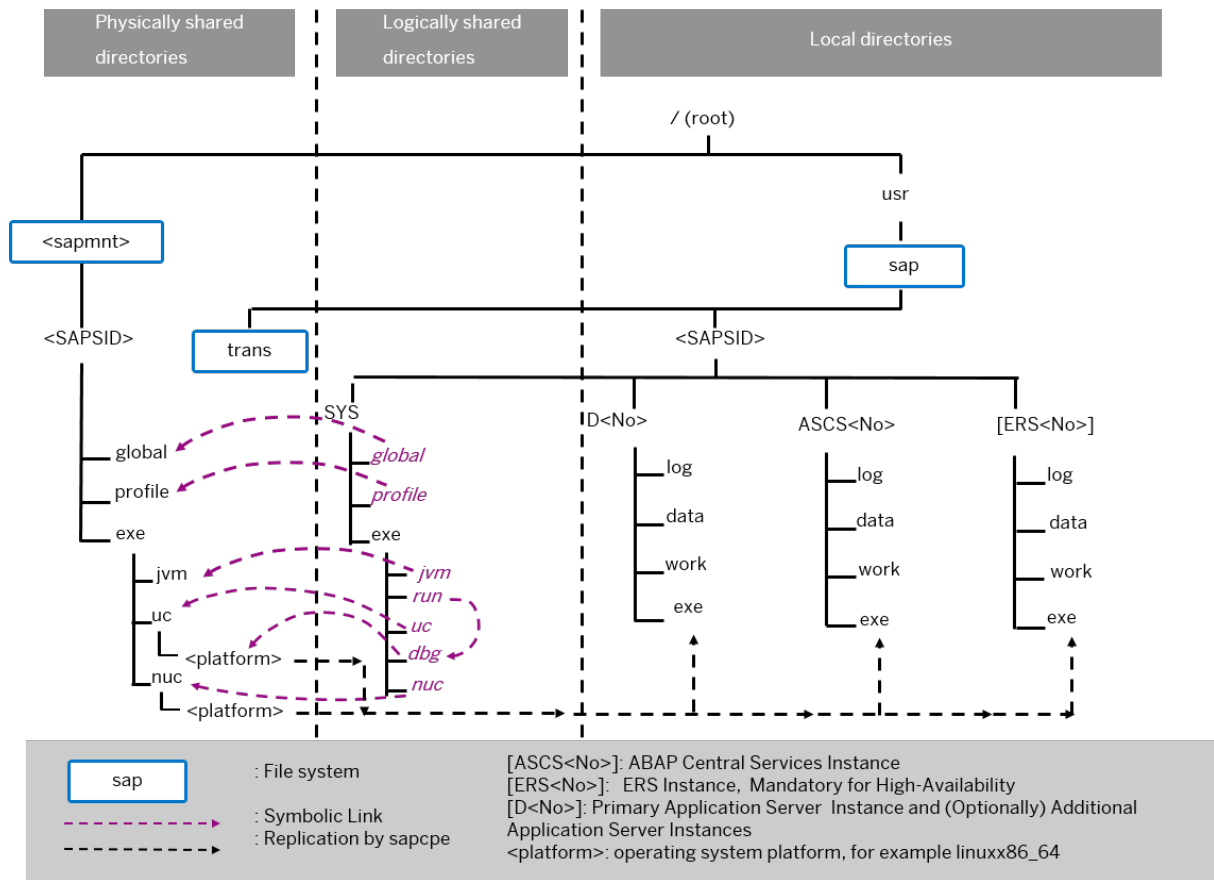 Physically shared
directories
Logically shared
directories
Local directories
/ (root)
usr
<sapmnt>
sap
<SAPSID>
trans
<SAPSID>
SYS
D<No>
ASCS<No>
[ERS<No>]
global
profile
exe
jvm
uc
<platform>
nuc
<platform>
global
profile
exe
jvm
run
uc
dbg
nuc
log
data
work
exe
log
data
work
exe
log
data
work
exe
sap
: File system
: Symbolic Link
: Replication by sapcpe
[ASCS<No>]: ABAP Central Services Instance
[ERS<No>]: ERS Instance, Mandatory for High-Availability
[D<No>]: Primary Application Server Instance and (Optionally) Additional
Application Server Instances
<platform>: operating system platform, for example linuxx86_64